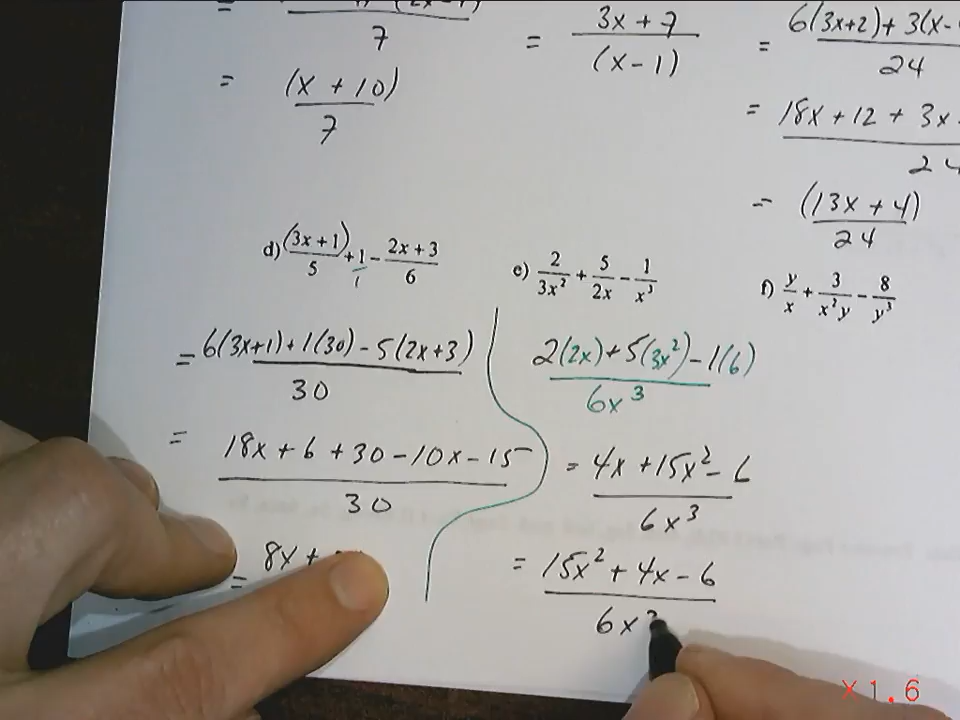 7
= (x + 10)
7
= 3x + 7
(x - 1)
= 6(3x+2) + 3(x-
24
= 18x + 12 + 3x
24
= (13x + 4)
24
d) (3x + 1)/5 + 1/1 - (2x + 3)/6
= 6(3x+1) + 1(30) - 5(2x+3)
30
= 18x + 6 + 30 - 10x - 15
30
= 8x +
e) 2/3x² + 5/2x - 1/x³
2(2x) + 5(3x²) - 1(6)
6x³
= 4x + 15x² - 6
6x³
= 15x² + 4x - 6
6x
f) y/x + 3/x²y - 8/y³
X1.6